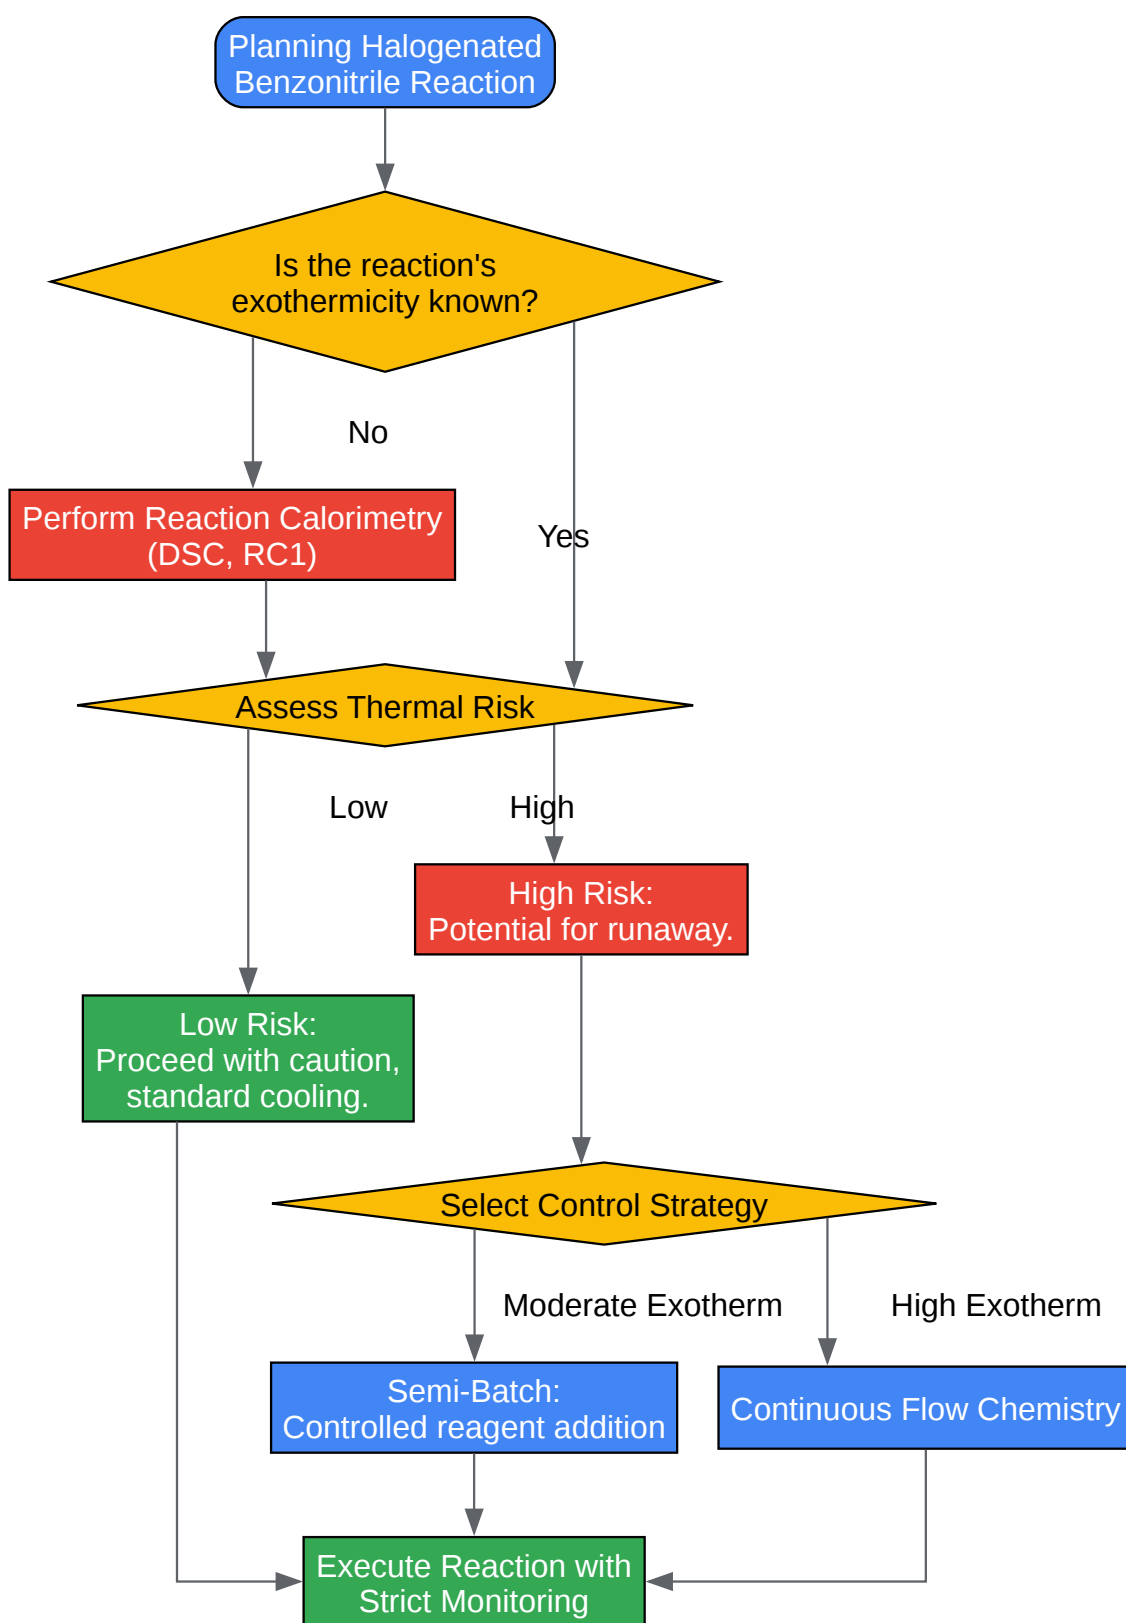 Planning Halogenated
Benzonitrile Reaction
Is the reaction's
exothermicity known?
No
Perform Reaction Calorimetry
(DSC, RC1)
Yes
Assess Thermal Risk
Low
High
High Risk:
Potential for runaway.
Low Risk:
Proceed with caution,
standard cooling.
Select Control Strategy
Moderate Exotherm
High Exotherm
Semi-Batch:
Controlled reagent addition
Continuous Flow Chemistry
Execute Reaction with
Strict Monitoring